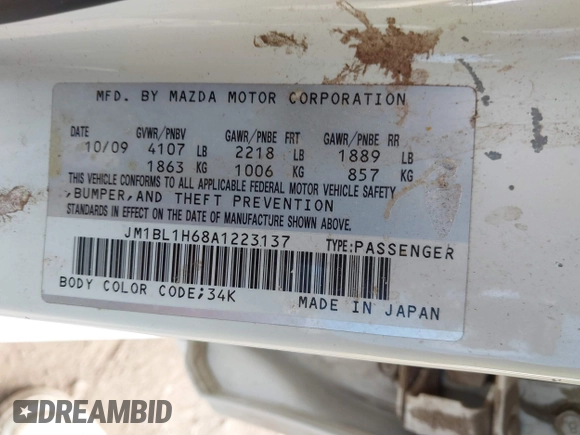 MFD. BY MAZDA MOTOR CORPORATION
DATE GVWR/PNBV GAWR/PNBE FRT GAWR/PNBE RR
10/09 4107 LB 2218 LB 1889 LB
1863 KG 1006 KG 857 KG
THIS VEHICLE CONFORMS TO ALL APPLICABLE FEDERAL MOTOR VEHICLE SAFETY
,BUMPER,AND THEFT PREVENTION
STANDARDS IN EFFECT ON THE DATE OF MANUFACTURE SHOWN ABOVE.
JM1BL1H68A1223137 TYPE:PASSENGER
BODY COLOR CODE;34K MADE IN JAPAN
DREAMBID